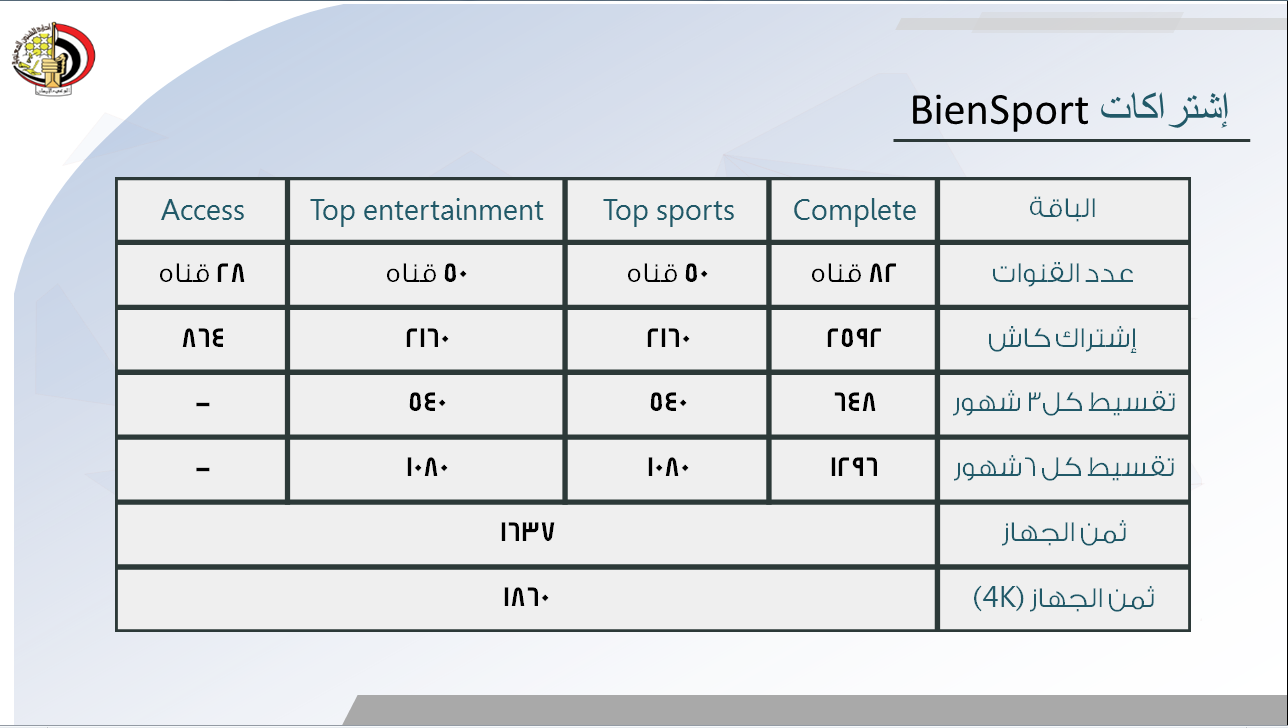 إشتراكات BienSport
الباقة Complete Top sports Top entertainment Access
عدد القنوات ٨٢ قناه ٥٠ قناه ٥٠ قناه ٢٨ قناه
إشتراك كاش ٢٥٩٢ ٢١٦٠ ٢١٦٠ ٨٦٤
تقسيط كل٣ شهور ٦٤٨ ٥٤٠ ٥٤٠ -
تقسيط كل ٦شهور ١٢٩٦ ١٠٨٠ ١٠٨٠ -
ثمن الجهاز ١٦٣٧
ثمن الجهاز (4K) ١٨٦٠